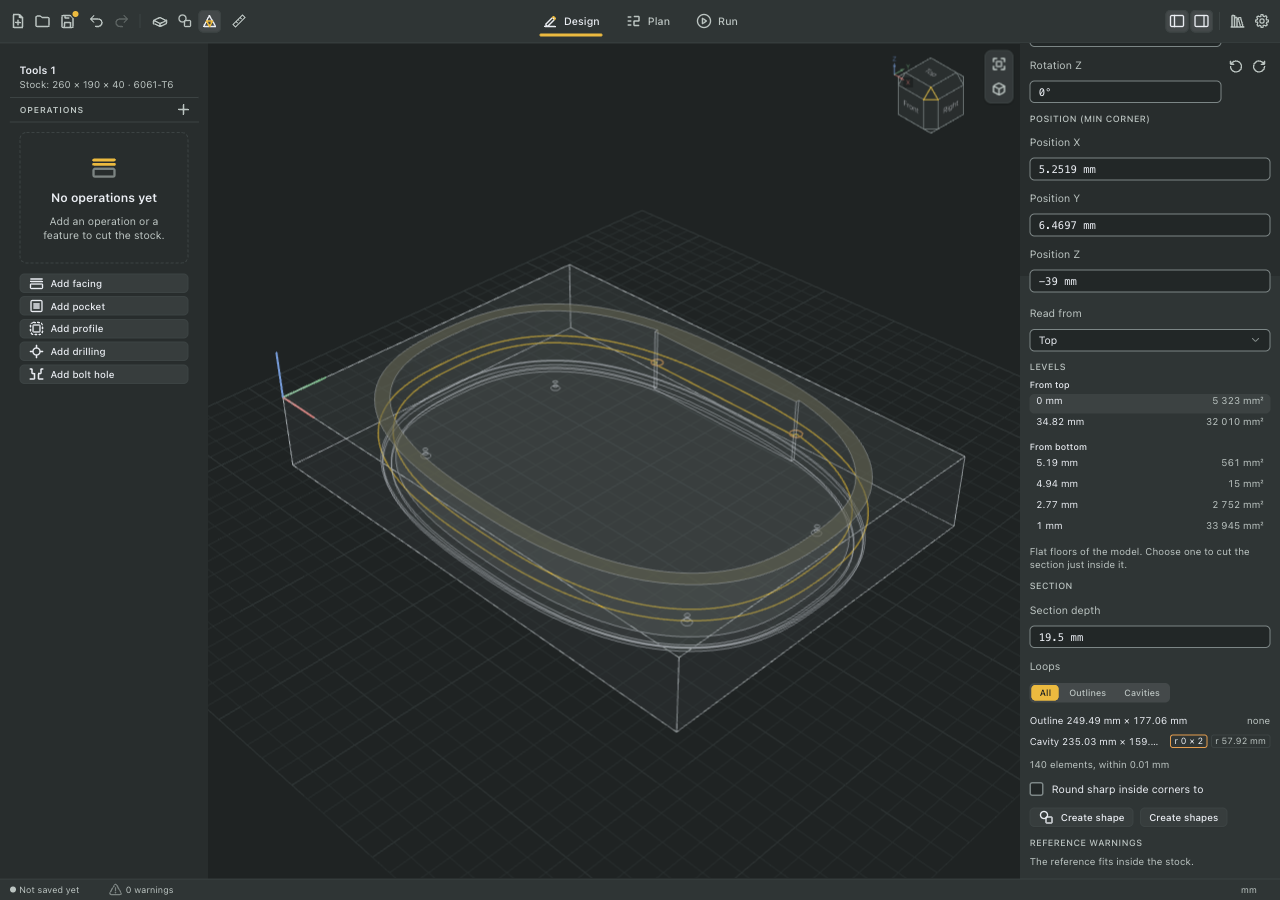 Design
Plan
Run
Tools 1
Stock: 260 × 190 × 40 · 6061-T6
OPERATIONS
No operations yet
Add an operation or a
feature to cut the stock.
Add facing
Add pocket
Add profile
Add drilling
Add bolt hole
Top
Front
Right
Rotation Z
0°
POSITION (MIN CORNER)
Position X
5.2519 mm
Position Y
6.4697 mm
Position Z
−39 mm
Read from
Top
LEVELS
From top
0 mm 5 323 mm²
34.82 mm 32 010 mm²
From bottom
5.19 mm 561 mm²
4.94 mm 15 mm²
2.77 mm 2 752 mm²
1 mm 33 945 mm²
Flat floors of the model. Choose one to cut the
section just inside it.
SECTION
Section depth
19.5 mm
Loops
All Outlines Cavities
Outline 249.49 mm × 177.06 mm none
Cavity 235.03 mm × 159.... r 0 × 2 r 57.92 mm
140 elements, within 0.01 mm
Round sharp inside corners to
Create shape Create shapes
REFERENCE WARNINGS
The reference fits inside the stock.
Not saved yet 0 warnings mm